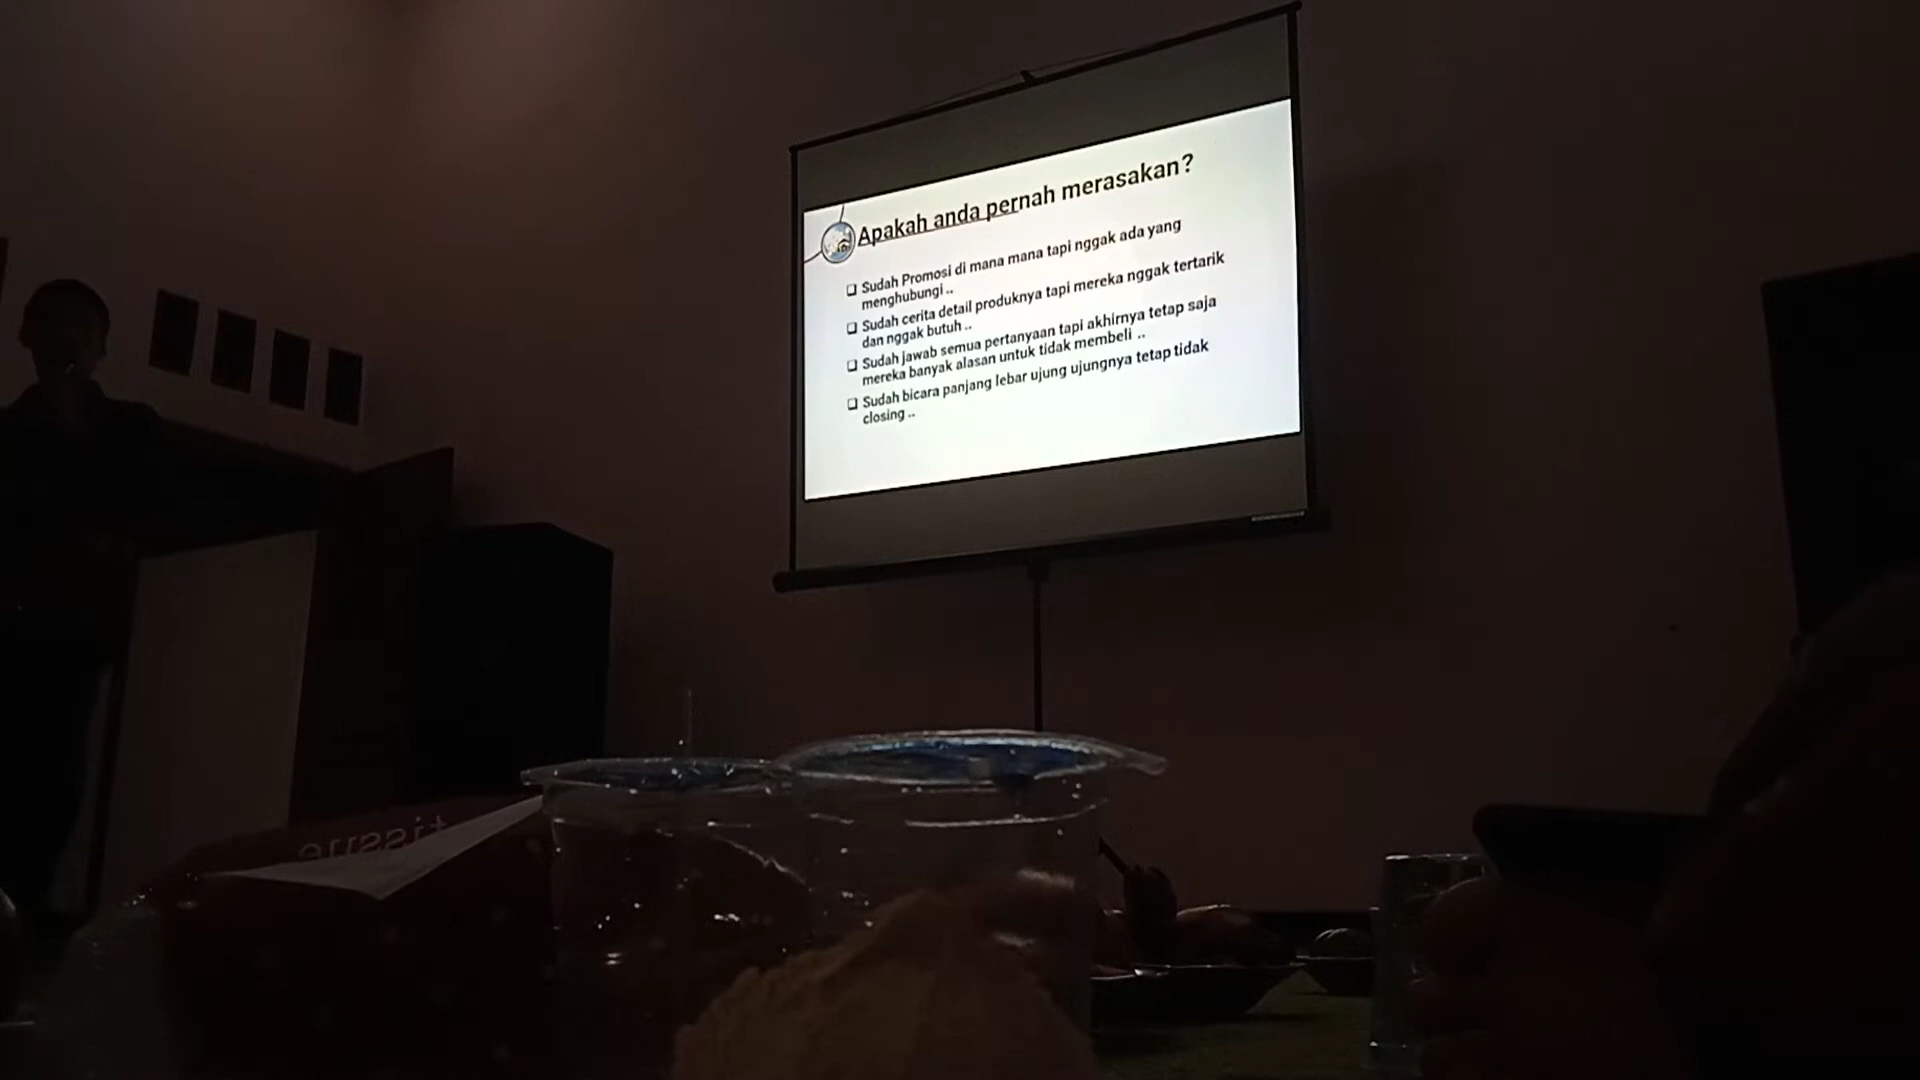 Apakah anda pernah merasakan?
❑ Sudah Promosi di mana mana tapi nggak ada yang
menghubungi ..
❑ Sudah cerita detail produknya tapi mereka nggak tertarik
dan nggak butuh ..
❑ Sudah jawab semua pertanyaan tapi akhirnya tetap saja
mereka banyak alasan untuk tidak membeli ..
❑ Sudah bicara panjang lebar ujung ujungnya tetap tidak
closing ..
tissue